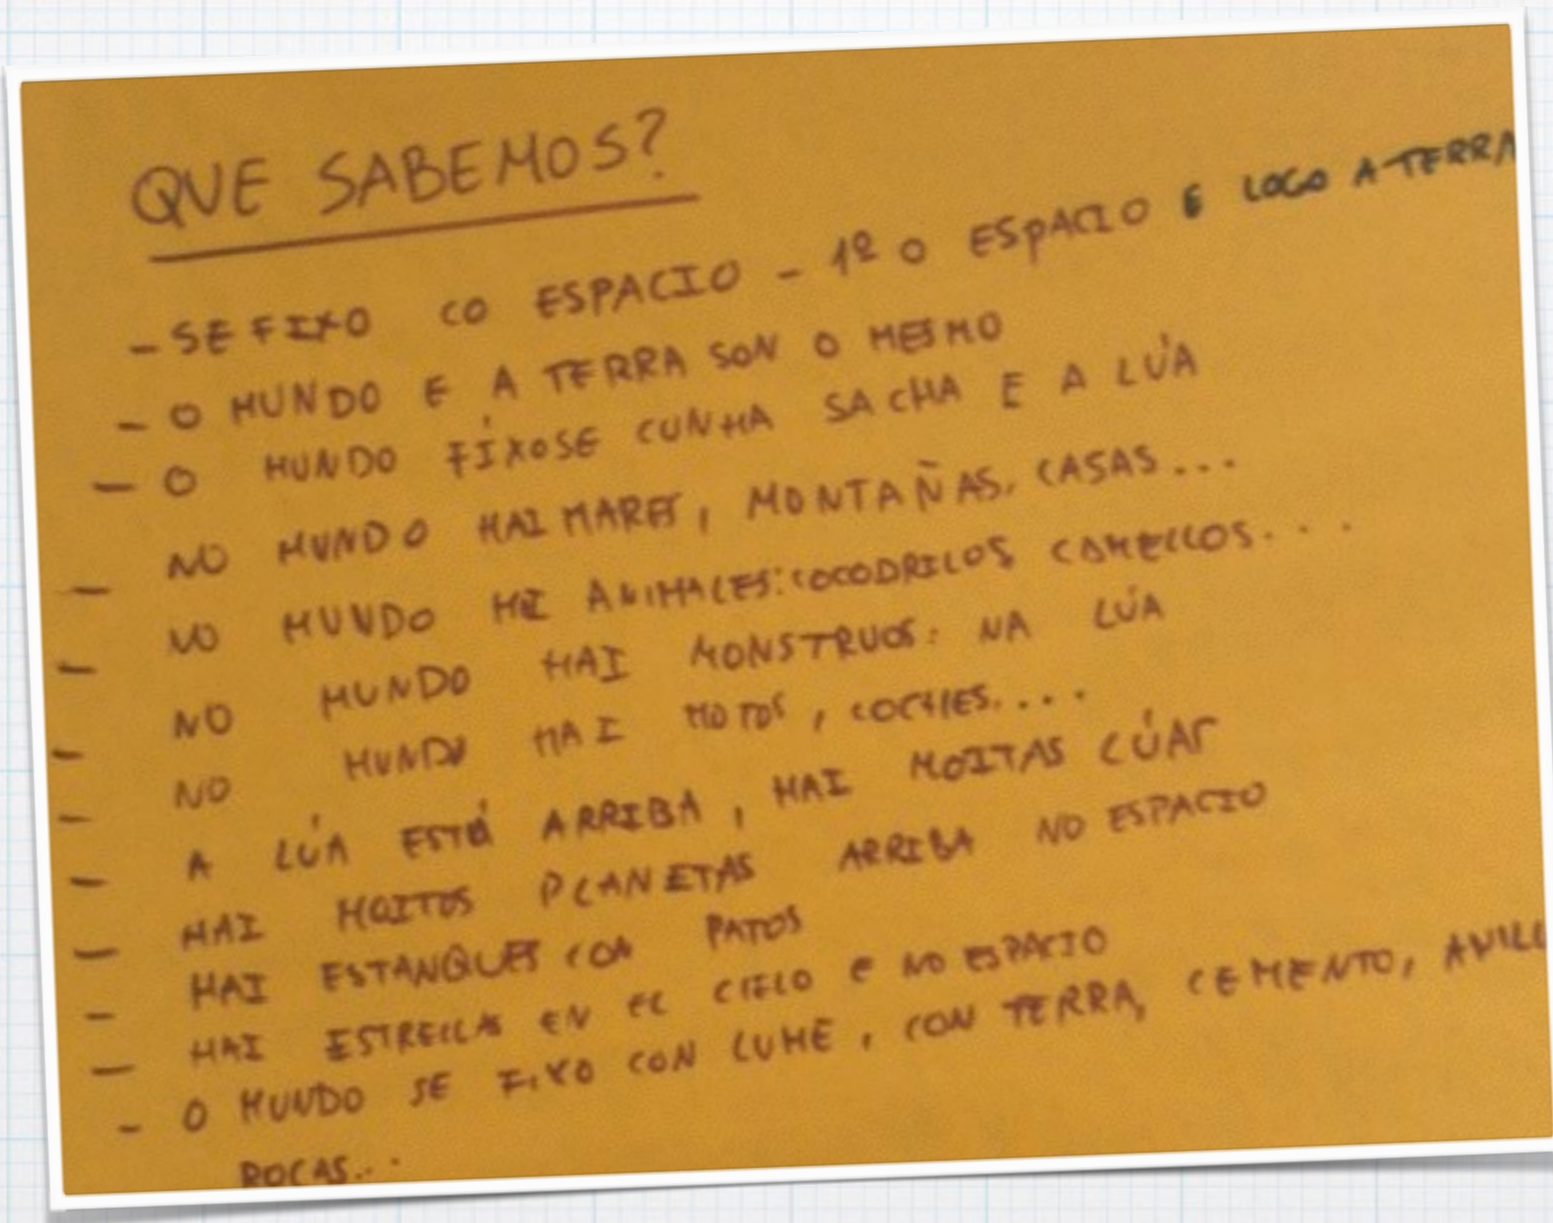 QUE SABEMOS?
- SE FIXO CO ESPACIO - 1º O ESPACIO E LOGO A TERRA
- O MUNDO E A TERRA SON O MESMO
- O MUNDO FÍXOSE CUNHA SACHA E A LÚA
- NO MUNDO HAI MARES, MONTAÑAS, CASAS...
- NO MUNDO HAI ANIMALES: COCODRILOS CAMELLOS...
- NO MUNDO HAI MONSTRUOS: NA LÚA
- NO MUNDO HAI MOTOS, COCHES....
- A LÚA ESTÁ ARRIBA, HAI MOITAS LÚAS
- HAI MOITOS PLANETAS ARRIBA NO ESPACIO
- HAI ESTANQUES CON PATOS
- HAI ESTRELLAS EN EL CIELO E NO ESPACIO
- O MUNDO SE FIXO CON LUME, CON TERRA, CEMENTO,
ROCAS...